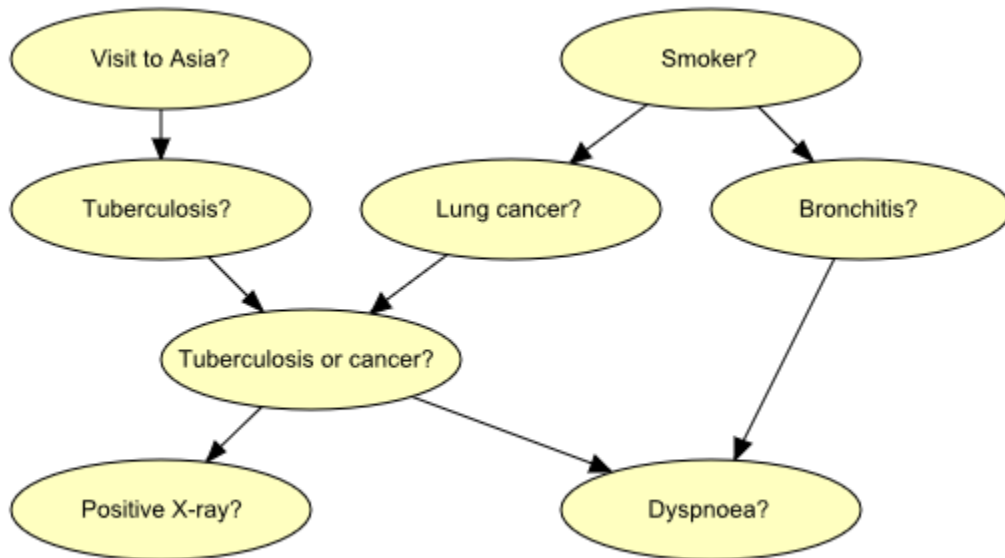 Visit to Asia?
Smoker?
Tuberculosis?
Lung cancer?
Bronchitis?
Tuberculosis or cancer?
Positive X-ray?
Dyspnoea?